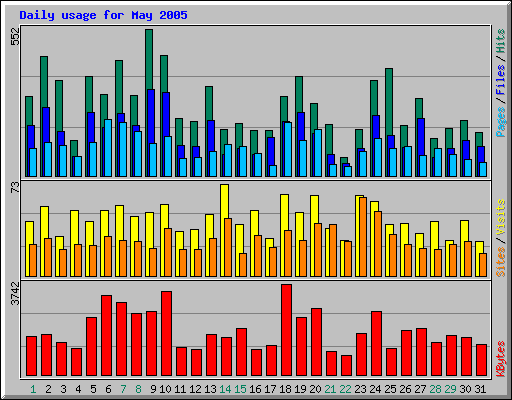 Daily usage for May 2005
552
Pages / Files / Hits
73
Sites / Visits
3742
KBytes
1 2 3 4 5 6 7 8 9 10 11 12 13 14 15 16 17 18 19 20 21 22 23 24 25 26 27 28 29 30 31